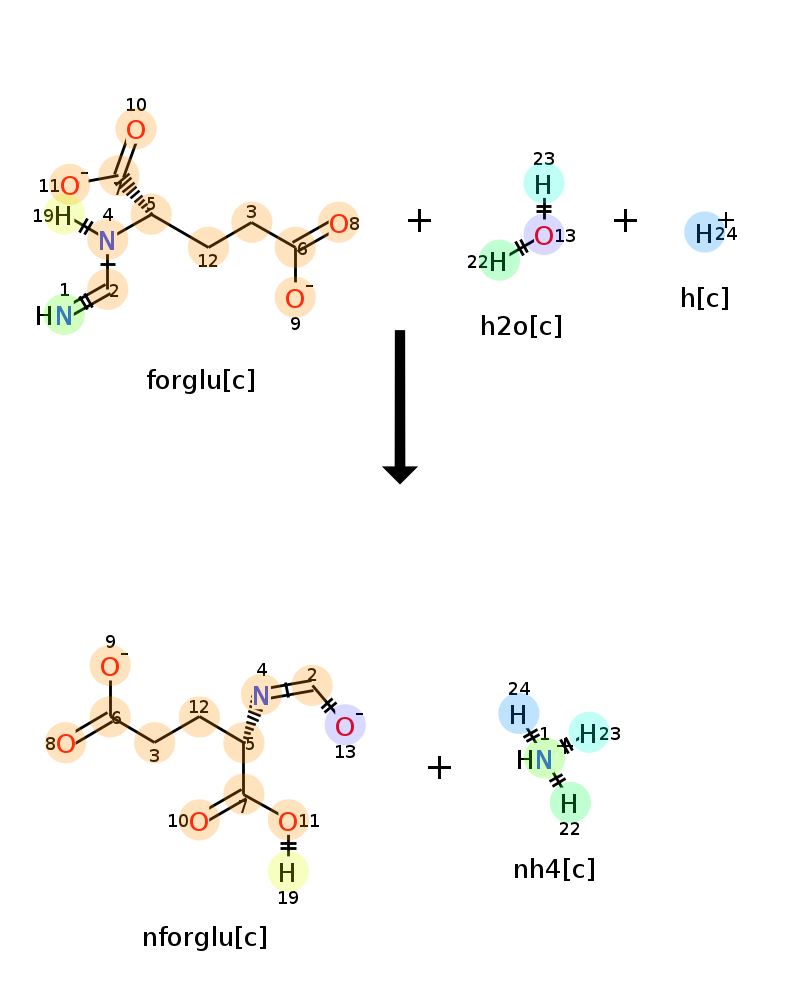 10
O
11 O -
7
5
19 H
4
N
3
O 8
12
6
1
2
HN
O -
9
forglu[c]
+
23
H
O 13
22 H
h2o[c]
+
H +
24
h[c]
9
O -
6
8 O
3
12
5
4
N
2
O -
13
7
10 O
O 11
H
19
nforglu[c]
+
24
H
1
HN
H 23
H
22
nh4[c]